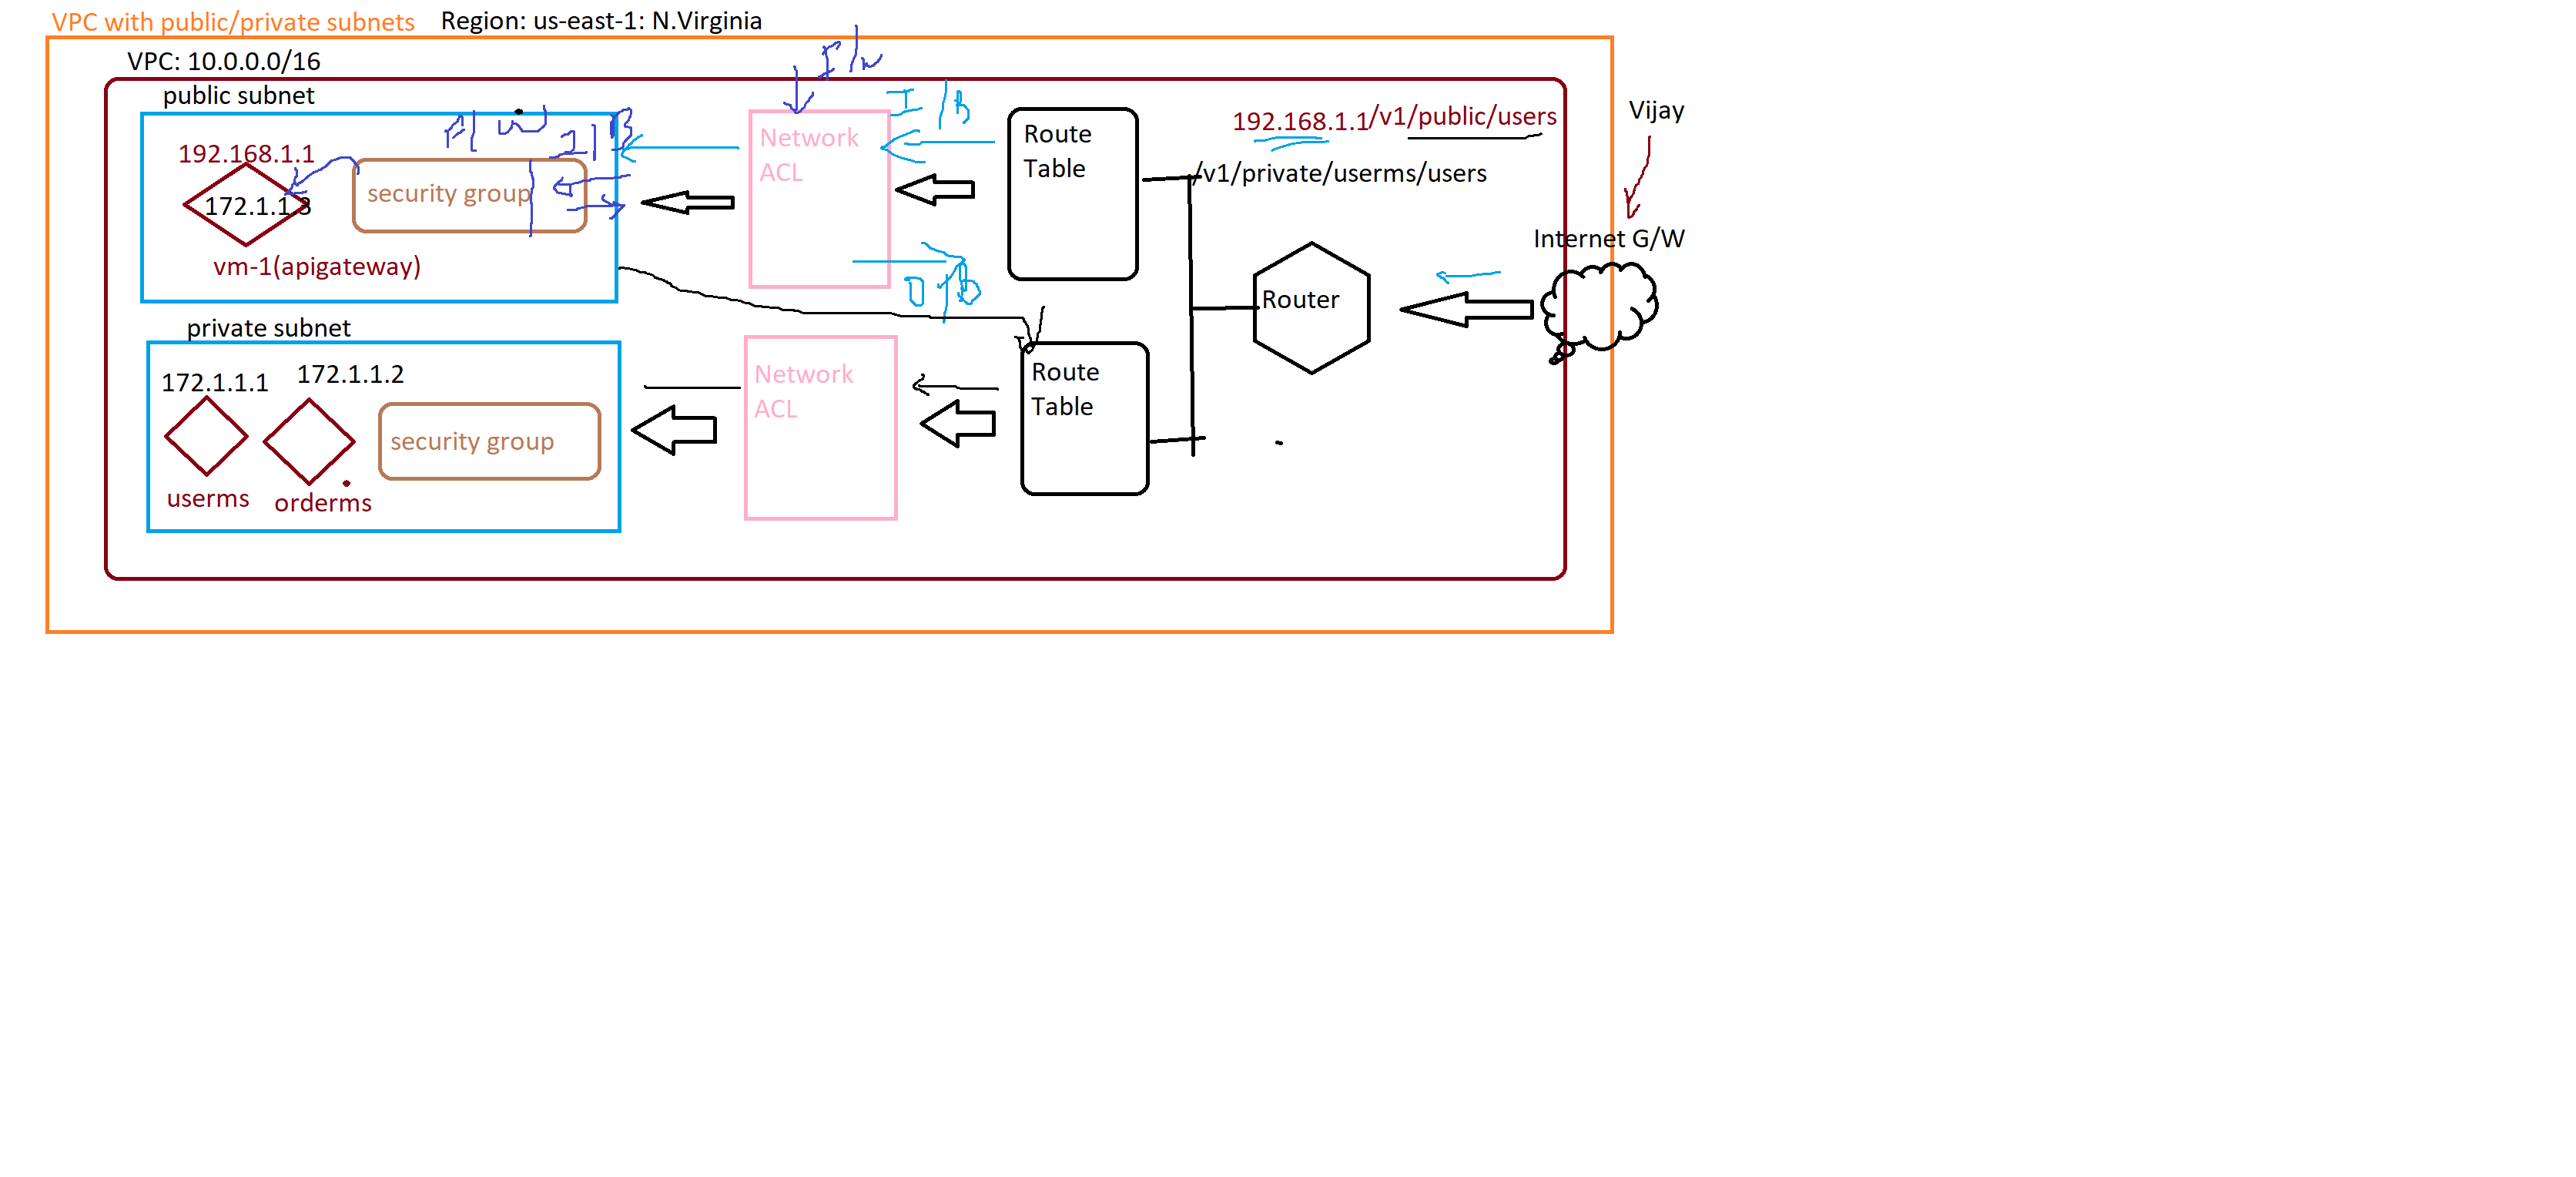 VPC with public/private subnets
Region: us-east-1: N.Virginia
VPC: 10.0.0.0/16
public subnet
192.168.1.1
172.1.1.3
vm-1(apigateway)
security group
F/W
Network
ACL
I/B
O/B
Route
Table
192.168.1.1/v1/public/users
/v1/private/userms/users
Vijay
Internet G/W
Router
private subnet
172.1.1.1
172.1.1.2
userms
orderms
security group
Network
ACL
Route
Table